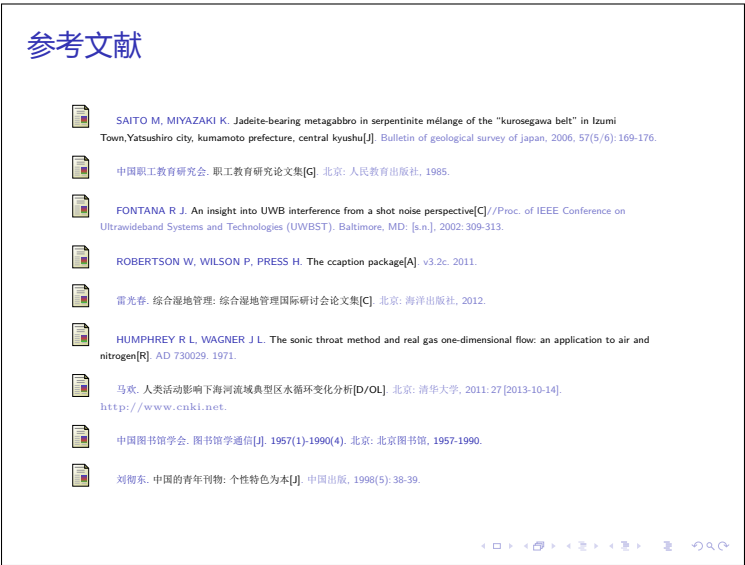 参考文献
SAITO M, MIYAZAKI K. Jadeite-bearing metagabbro in serpentinite mélange of the “kurosegawa belt” in Izumi
Town,Yatsushiro city, kumamoto prefecture, central kyushu[J]. Bulletin of geological survey of japan, 2006, 57(5/6): 169-176.
中国职工教育研究会. 职工教育研究论文集[G]. 北京: 人民教育出版社, 1985.
FONTANA R J. An insight into UWB interference from a shot noise perspective[C]//Proc. of IEEE Conference on
Ultrawideband Systems and Technologies (UWBST). Baltimore, MD: [s.n.], 2002: 309-313.
ROBERTSON W, WILSON P, PRESS H. The ccaption package[A]. v3.2c. 2011.
雷光春. 综合湿地管理: 综合湿地管理国际研讨会论文集[C]. 北京: 海洋出版社, 2012.
HUMPHREY R L, WAGNER J L. The sonic throat method and real gas one-dimensional flow: an application to air and
nitrogen[R]. AD 730029. 1971.
马欢. 人类活动影响下海河流域典型区水循环变化分析[D/OL]. 北京: 清华大学, 2011: 27 [2013-10-14].
http://www.cnki.net.
中国图书馆学会. 图书馆学通信[J]. 1957(1)-1990(4). 北京: 北京图书馆, 1957-1990.
刘彻东. 中国的青年刊物: 个性特色为本[J]. 中国出版, 1998(5): 38-39.